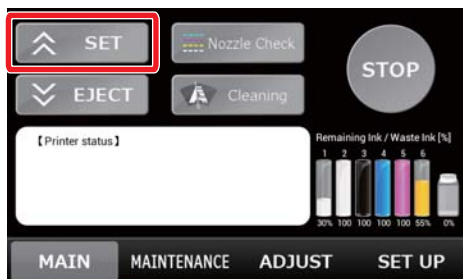 SET
Nozzle Check
STOP
EJECT
Cleaning
【Printer status】
Remaining Ink / Waste Ink [%]
1 2 3 4 5 6
30% 100 100 100 100 55% 0%
MAIN MAINTENANCE ADJUST SET UP